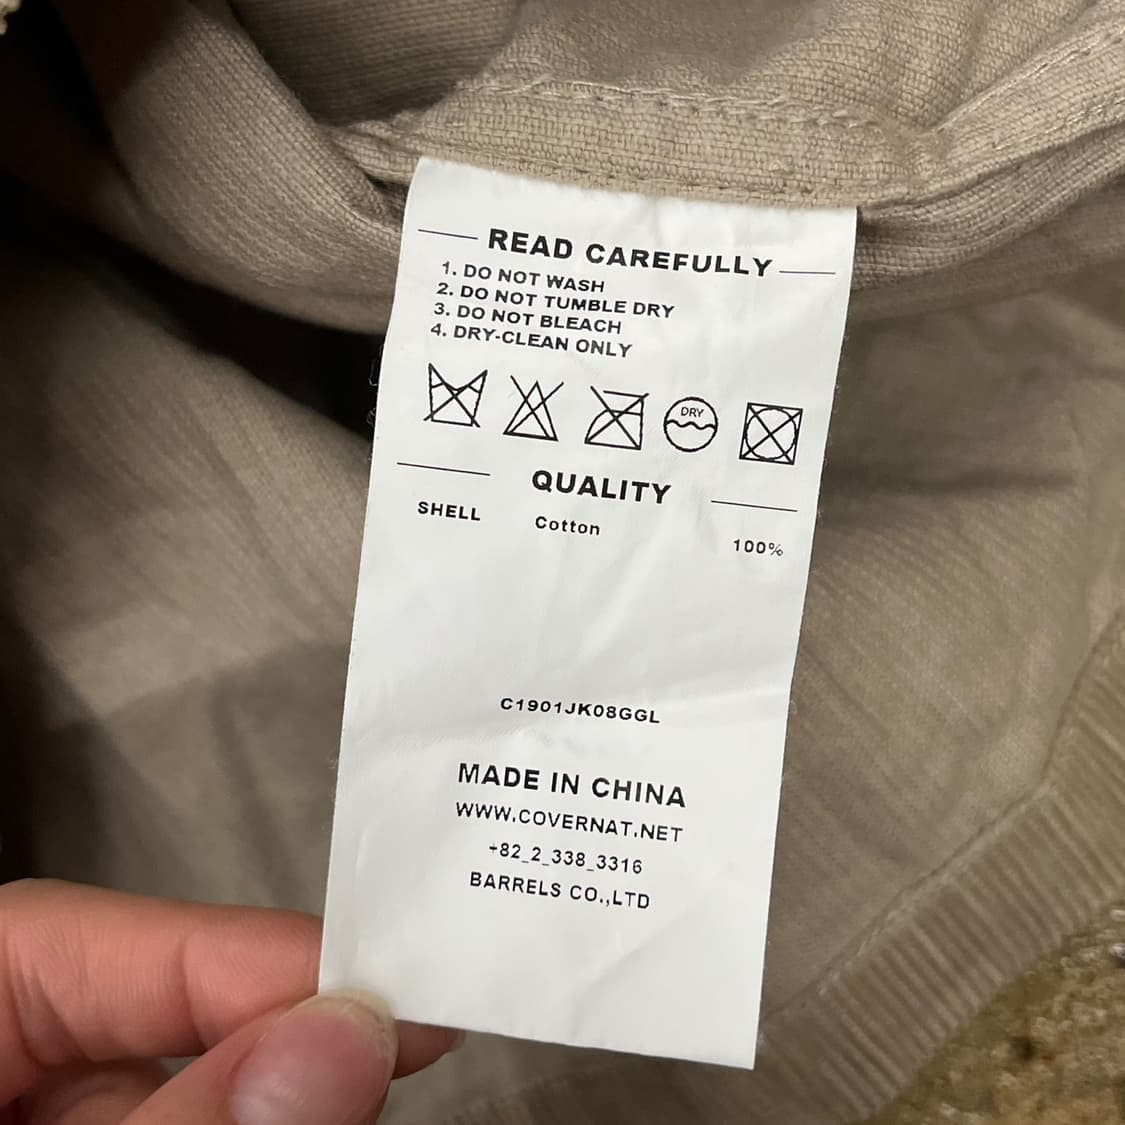 READ CAREFULLY
1. DO NOT WASH
2. DO NOT TUMBLE DRY
3. DO NOT BLEACH
4. DRY-CLEAN ONLY
DRY
QUALITY
SHELL Cotton 100%
C1901JK08GGL
MADE IN CHINA
WWW.COVERNAT.NET
+82_2_338_3316
BARRELS CO.,LTD